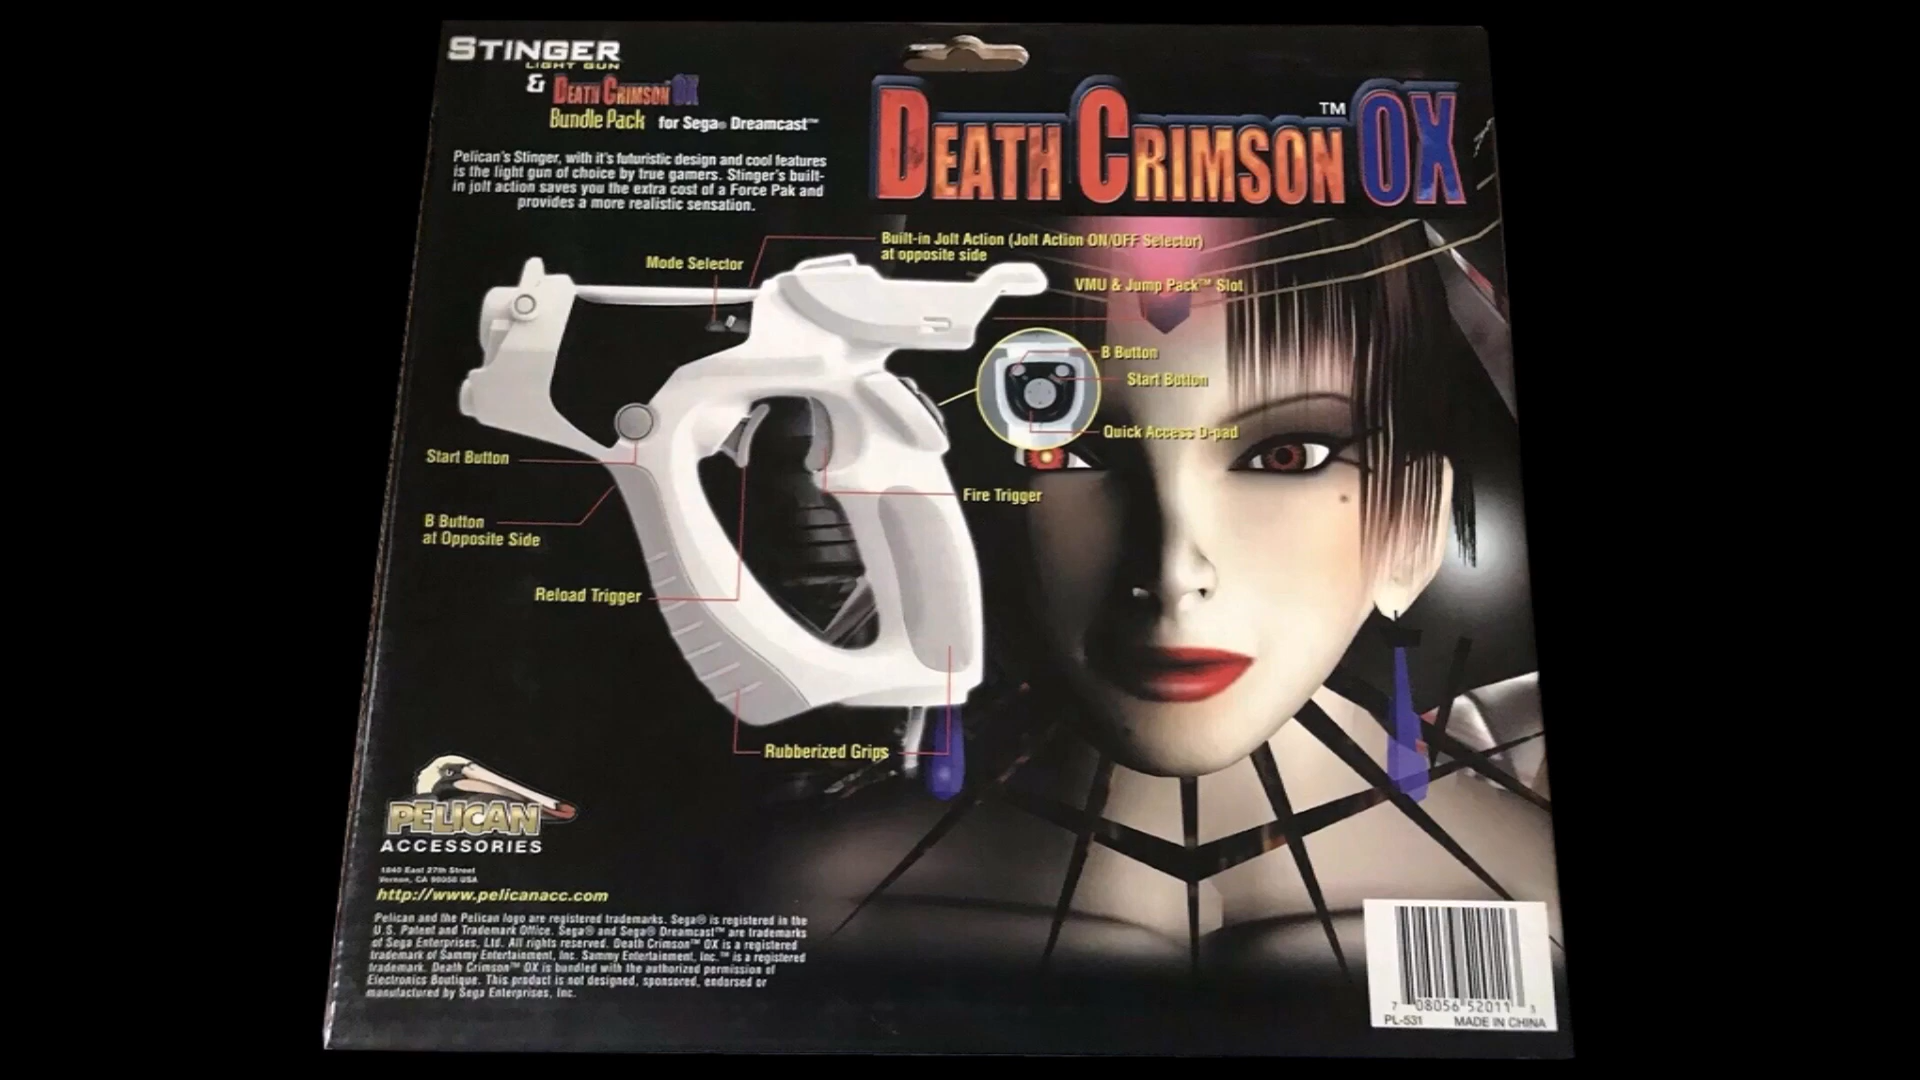 STINGER
LIGHT GUN
& DEATH CRIMSON OX
Bundle Pack for Sega® Dreamcast™
Pelican's Stinger, with it's futuristic design and cool features
is the light gun of choice by true gamers. Stinger's built-
in jolt action saves you the extra cost of a Force Pak and
provides a more realistic sensation.
DEATH CRIMSON™ OX
Built-in Jolt Action (Jolt Action ON/OFF Selector)
at opposite side
Mode Selector
VMU & Jump Pack™ Slot
B Button
Start Button
Quick Access D-pad
Start Button
Fire Trigger
B Button
at Opposite Side
Reload Trigger
Rubberized Grips
PELICAN
ACCESSORIES
1840 East 27th Street
Vernon, CA 90058 USA
http://www.pelicanacc.com
Pelican and the Pelican logo are registered trademarks. Sega® is registered in the
U.S. Patent and Trademark Office. Sega® and Sega® Dreamcast™ are trademarks
of Sega Enterprises, Ltd. All rights reserved. Death Crimson™ OX is a registered
trademark of Sammy Entertainment, Inc. Sammy Entertainment, Inc.™ is a registered
trademark. Death Crimson™ OX is bundled with the authorized permission of
Electronics Boutique. This product is not designed, sponsored, endorsed or
manufactured by Sega Enterprises, Inc.
7 08056 52011 3
PL-531 MADE IN CHINA